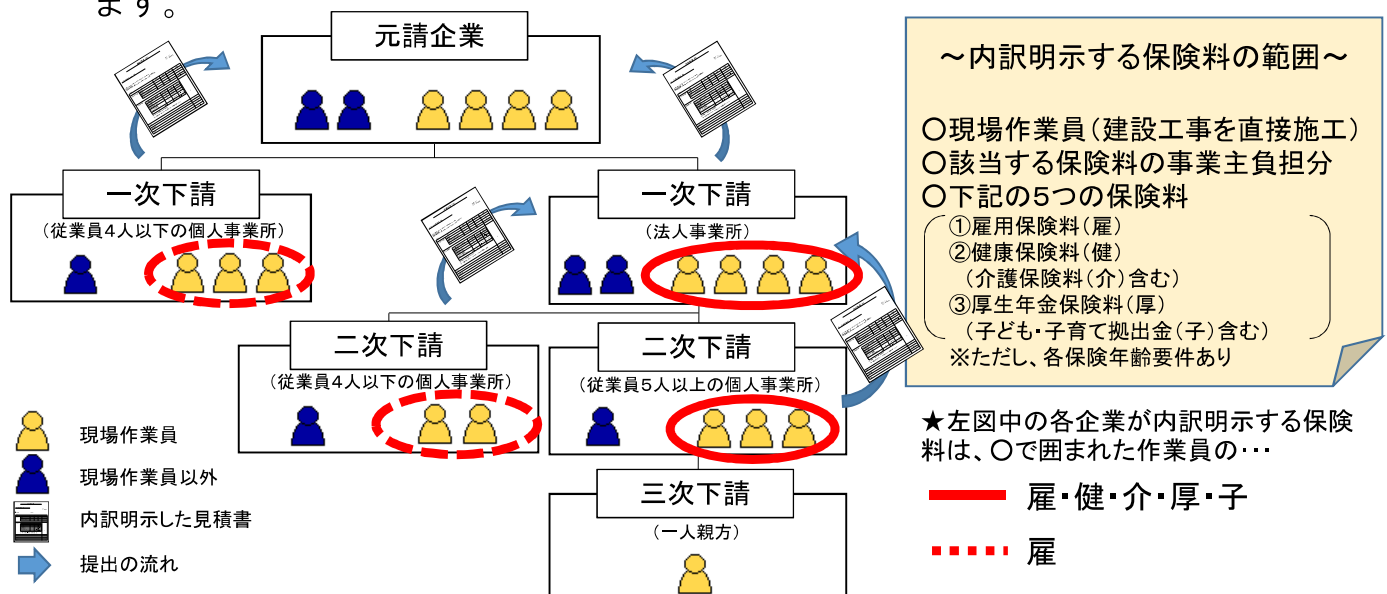 ます。
元請企業
一次下請
(従業員4人以下の個人事業所)
一次下請
(法人事業所)
二次下請
(従業員4人以下の個人事業所)
二次下請
(従業員5人以上の個人事業所)
三次下請
(一人親方)
現場作業員
現場作業員以外
内訳明示した見積書
提出の流れ
～内訳明示する保険料の範囲～
〇現場作業員(建設工事を直接施工)
〇該当する保険料の事業主負担分
〇下記の5つの保険料
①雇用保険料(雇)
②健康保険料(健)
(介護保険料(介)含む)
③厚生年金保険料(厚)
(子ども・子育て拠出金(子)含む)
※ただし、各保険年齢要件あり
★左図中の各企業が内訳明示する保険
料は、〇で囲まれた作業員の…
雇・健・介・厚・子
雇